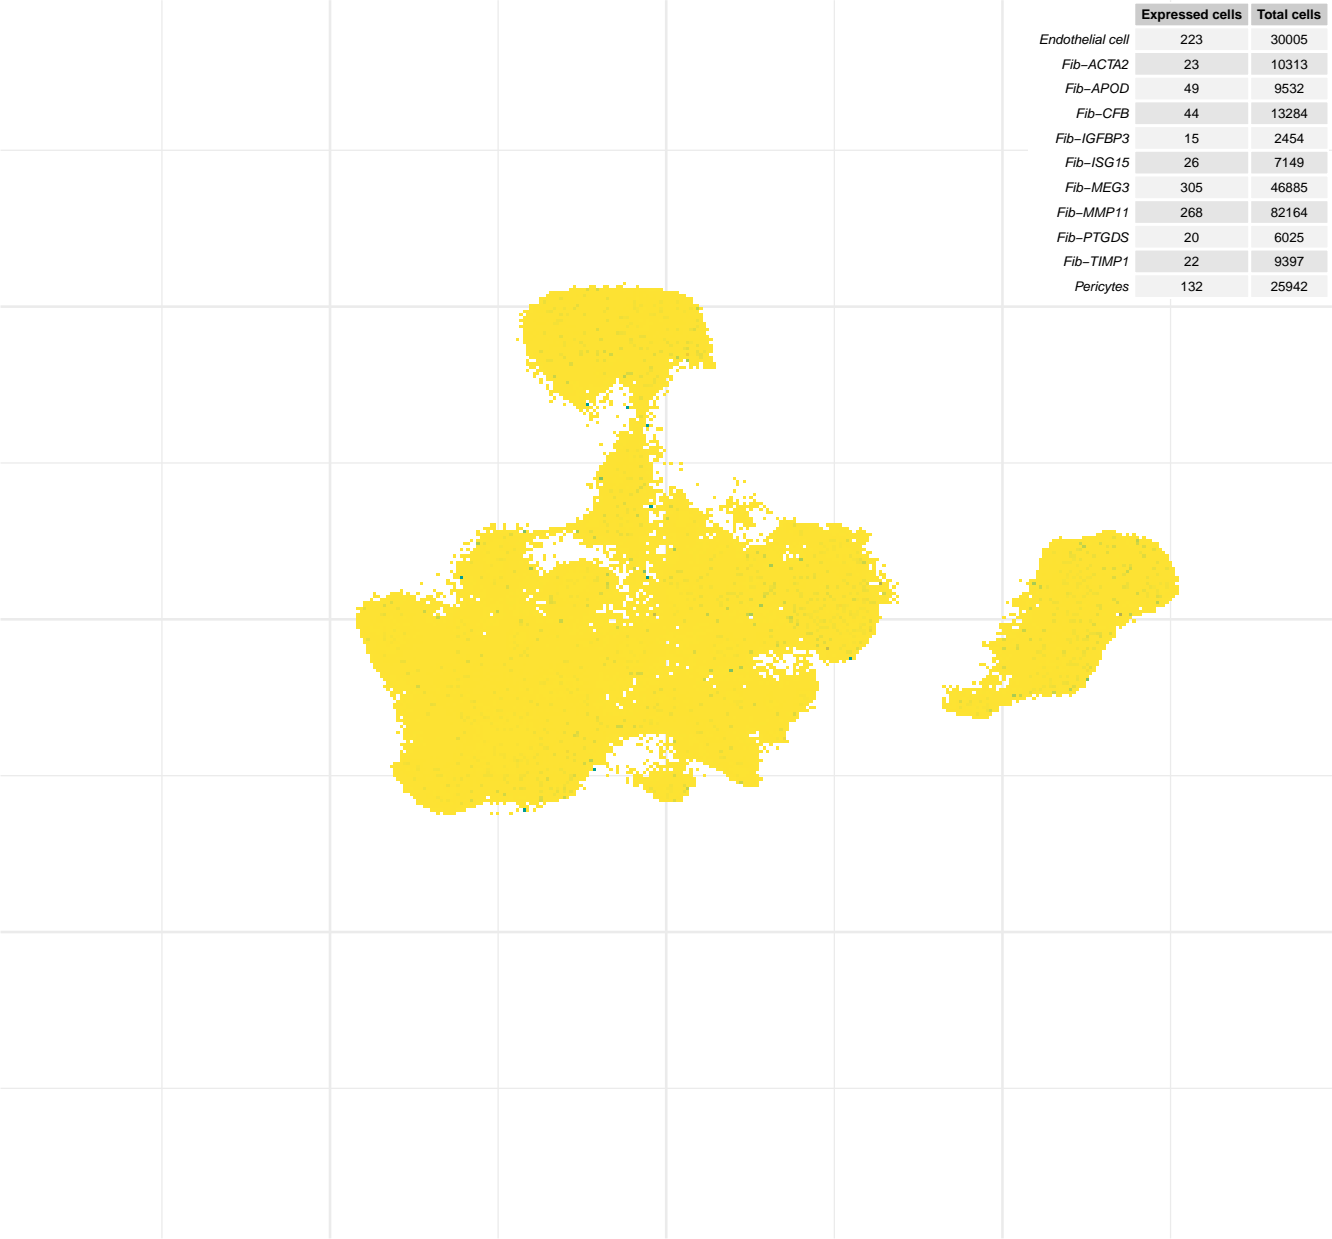 Expressed cells Total cells
Endothelial cell 223 30005
Fib−ACTA2 23 10313
Fib−APOD 49 9532
Fib−CFB 44 13284
Fib−IGFBP3 15 2454
Fib−ISG15 26 7149
Fib−MEG3 305 46885
Fib−MMP11 268 82164
Fib−PTGDS 20 6025
Fib−TIMP1 22 9397
Pericytes 132 25942